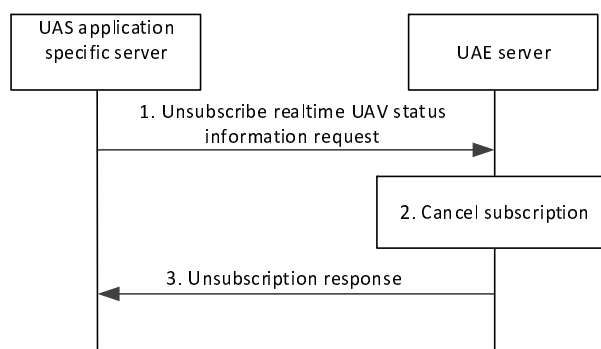 UAS application
specific server
UAE server
1. Unsubscribe realtime UAV status
information request
2. Cancel subscription
3. Unsubscription response